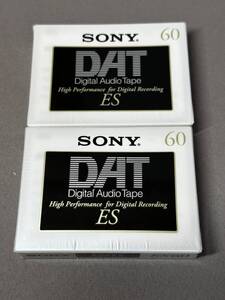 SONY 60
DAT
Digital Audio Tape
High Performance for Digital Recording
ES
SONY 60
DAT
Digital Audio Tape
High Performance for Digital Recording
ES